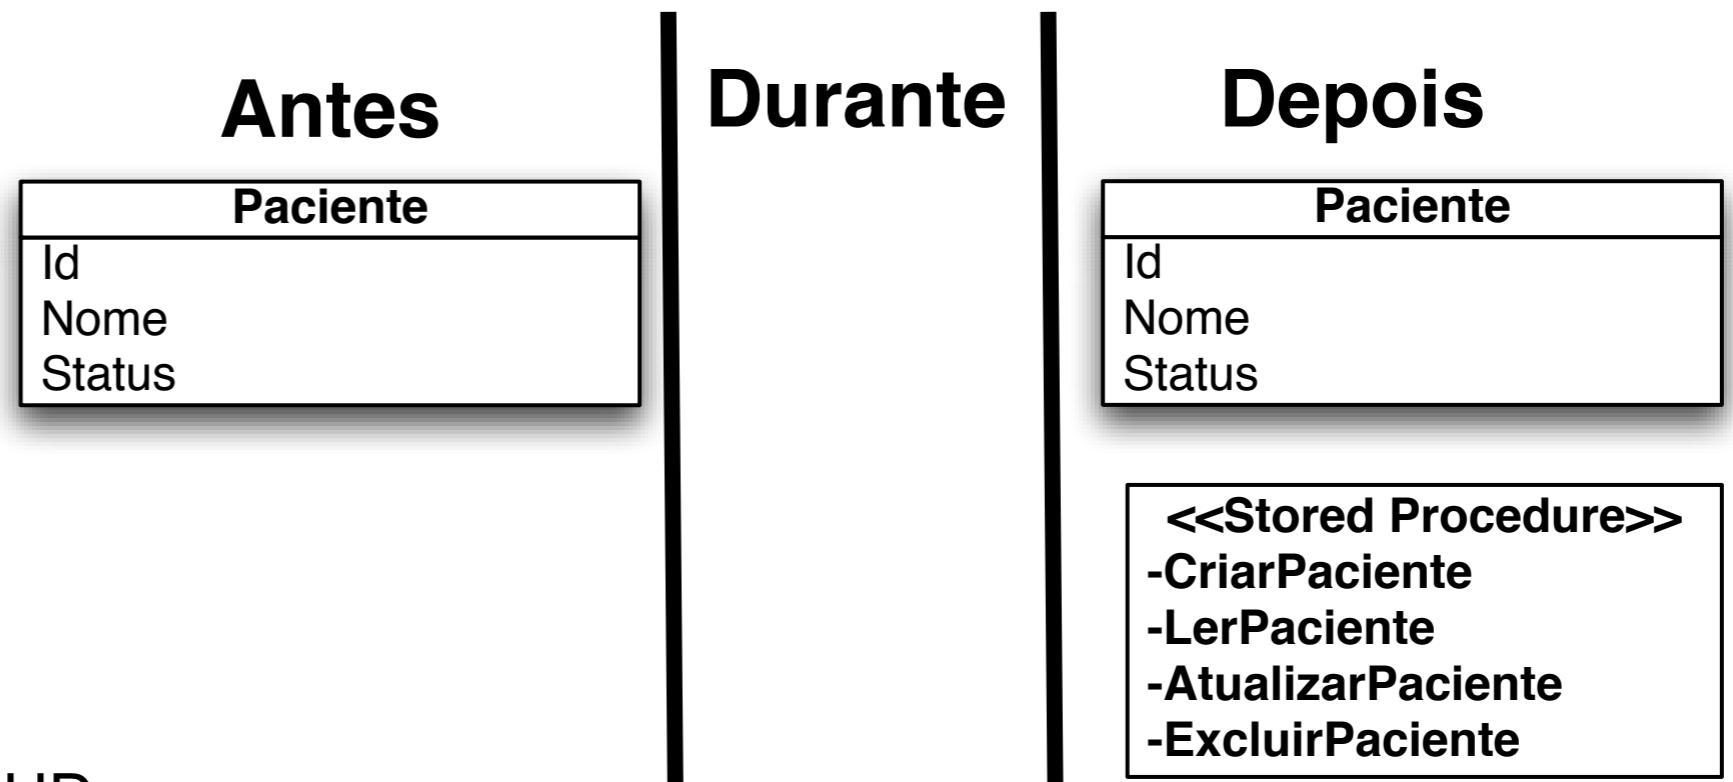 Antes
Paciente
Id
Nome
Status
Durante
Depois
Paciente
Id
Nome
Status
<<Stored Procedure>>
-CriarPaciente
-LerPaciente
-AtualizarPaciente
-ExcluirPaciente